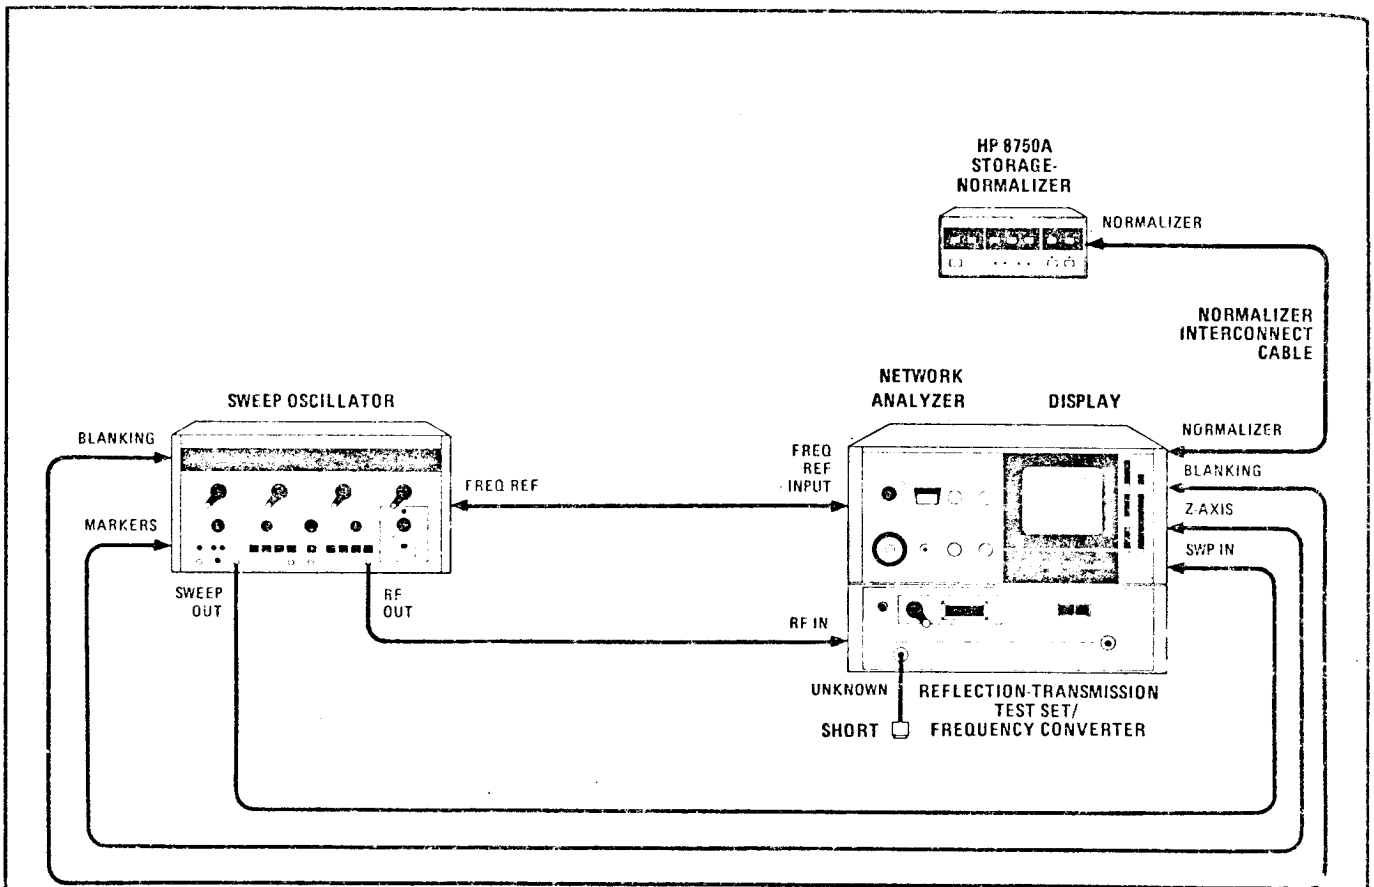 HP 8750A
STORAGE-
NORMALIZER
NORMALIZER
NORMALIZER
INTERCONNECT
CABLE
NETWORK
ANALYZER
DISPLAY
SWEEP OSCILLATOR
BLANKING
MARKERS
SWEEP
OUT
RF
OUT
FREQ REF
FREQ
REF
INPUT
NORMALIZER
BLANKING
Z-AXIS
SWP IN
RF IN
UNKNOWN
SHORT
REFLECTION-TRANSMISSION
TEST SET/
FREQUENCY CONVERTER